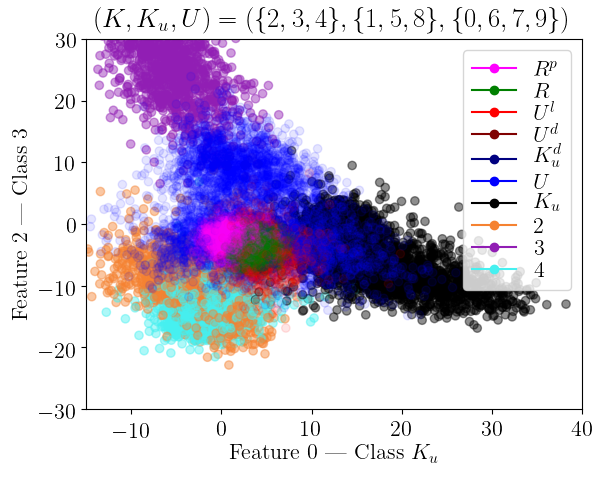 (K, K_u, U) = ({2, 3, 4}, {1, 5, 8}, {0, 6, 7, 9})
30
20
10
0
−10
−20
−30
Feature 2 — Class 3
−10
0
10
20
30
40
Feature 0 — Class K_u
R^p
R
U^l
U^d
K_u^d
U
K_u
2
3
4